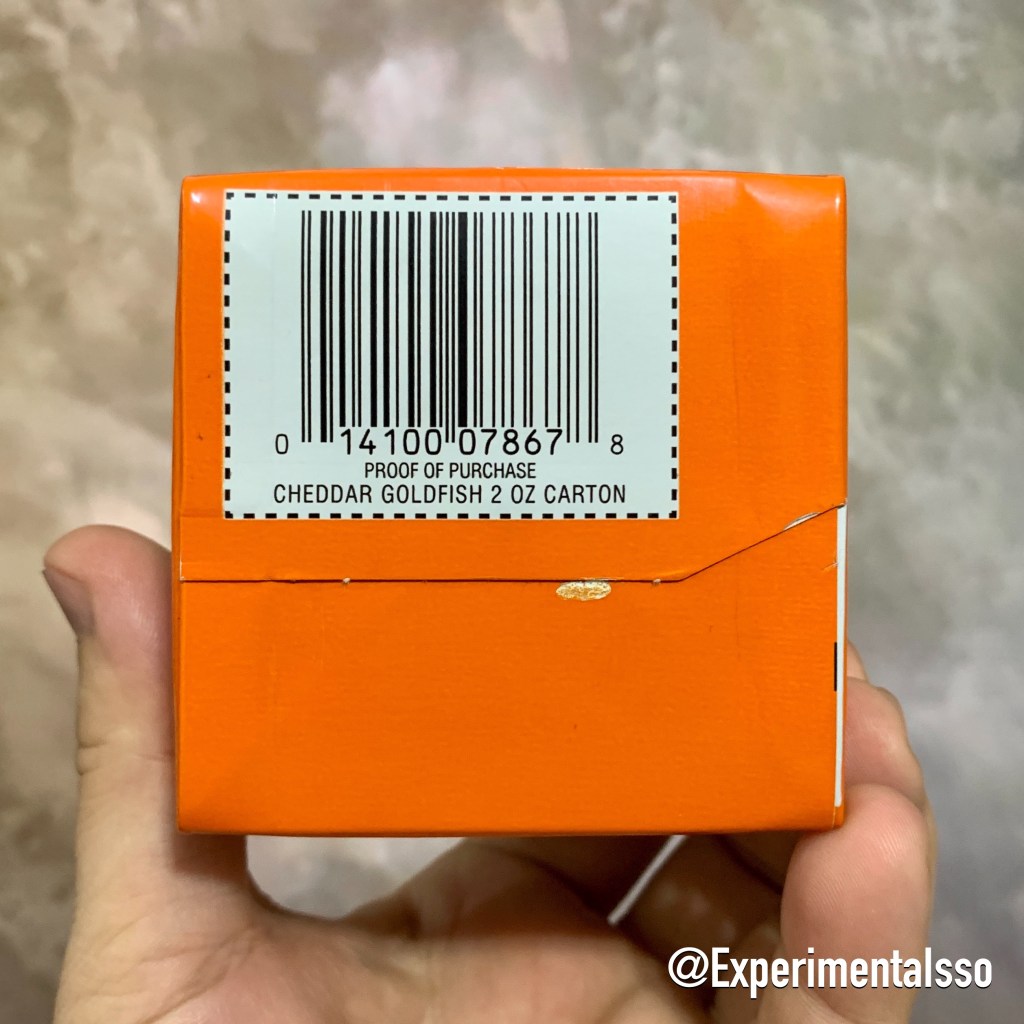 0 14100 07867 8
PROOF OF PURCHASE
CHEDDAR GOLDFISH 2 OZ CARTON
@Experimentalsso